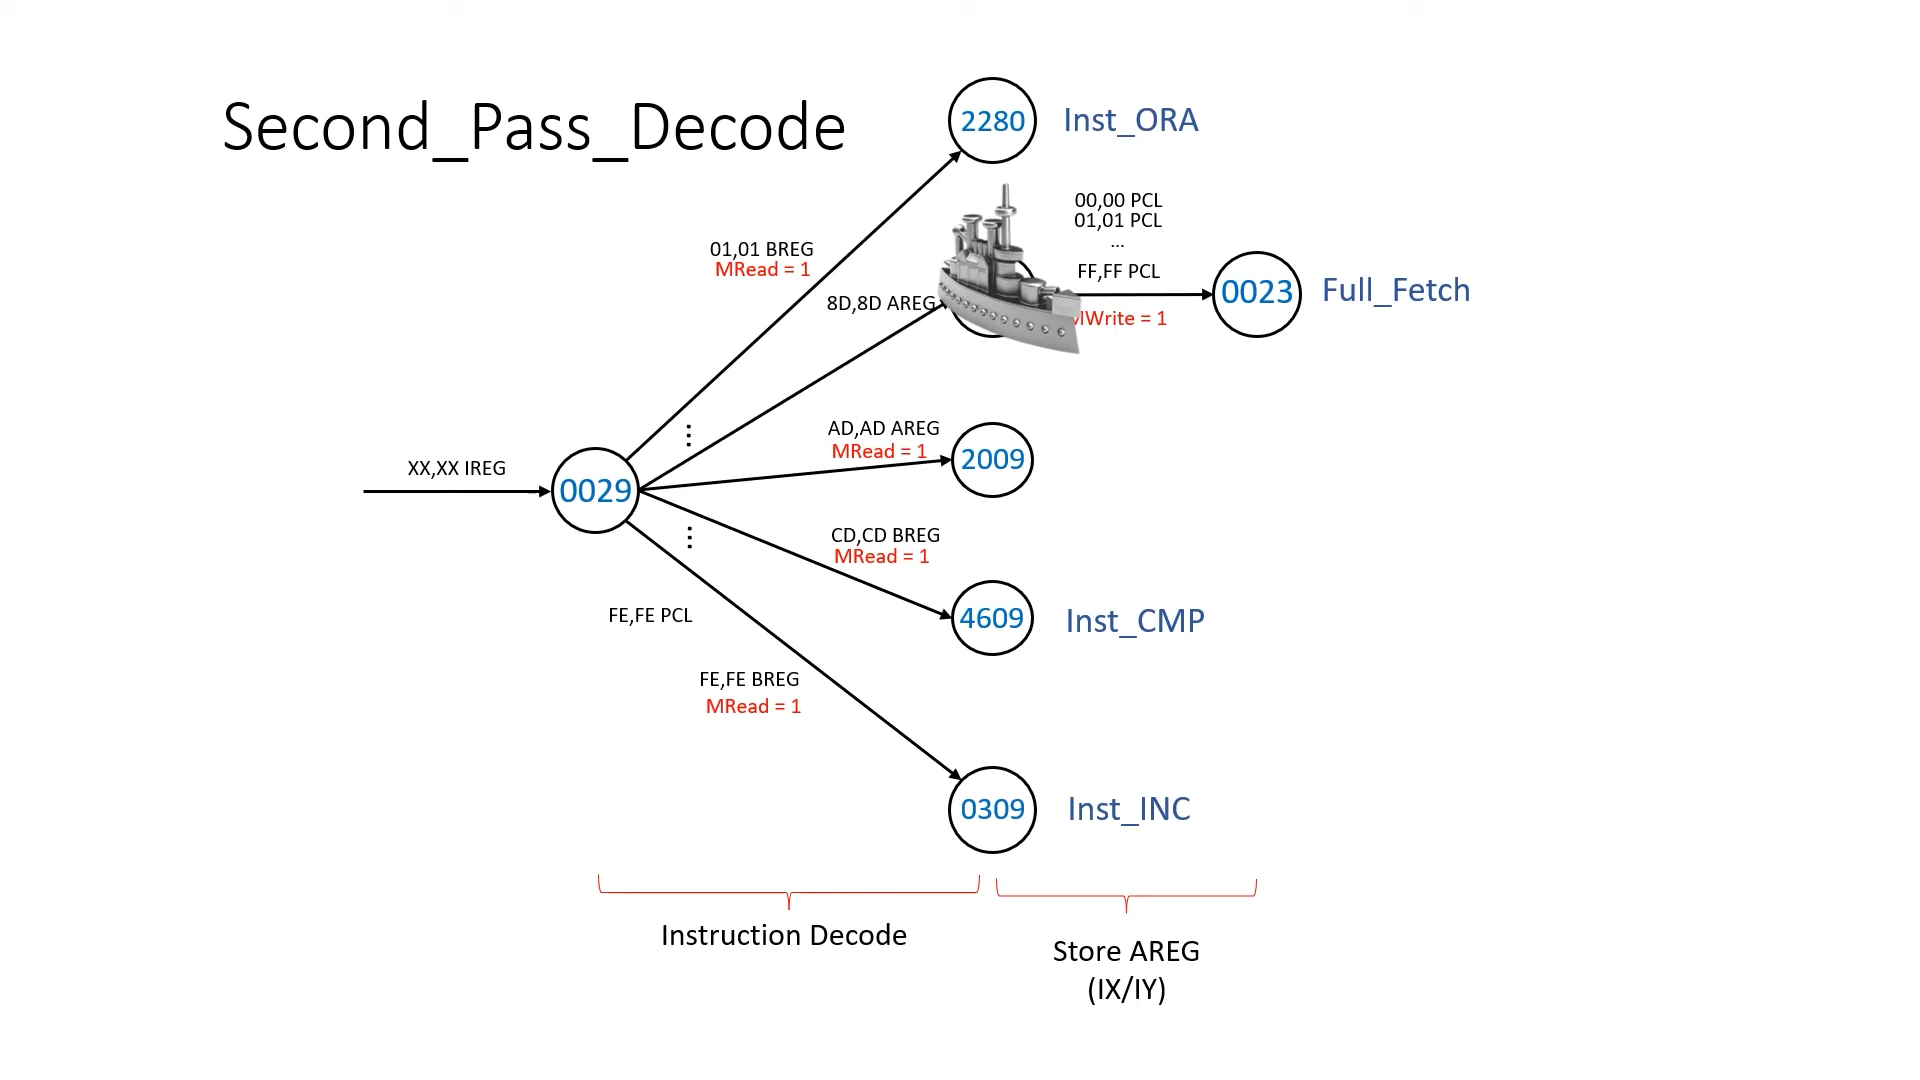 Second_Pass_Decode
2280
Inst_ORA
00,00 PCL
01,01 PCL
...
FF,FF PCL
= 1
0023
Full_Fetch
01,01 BREG
MRead = 1
8D,8D AREG
AD,AD AREG
MRead = 1
2009
XX,XX IREG
0029
CD,CD BREG
MRead = 1
4609
Inst_CMP
FE,FE PCL
FE,FE BREG
MRead = 1
0309
Inst_INC
Instruction Decode
Store AREG
(IX/IY)